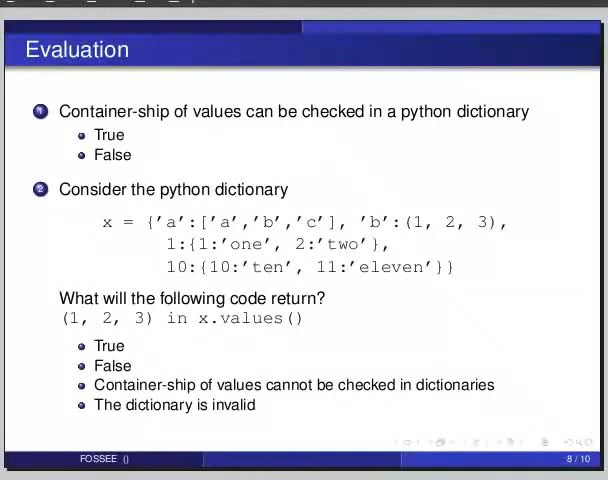 Evaluation
1 Container-ship of values can be checked in a python dictionary
True
False
2 Consider the python dictionary
x = {'a':['a','b','c'], 'b':(1, 2, 3),
1:{1:'one', 2:'two'},
10:{10:'ten', 11:'eleven'}}
What will the following code return?
(1, 2, 3) in x.values()
True
False
Container-ship of values cannot be checked in dictionaries
The dictionary is invalid
FOSSEE ()
8 / 10